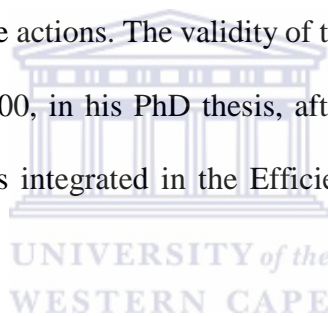 e actions. The validity of t
00, in his PhD thesis, aft
s integrated in the Efficie
UNIVERSITY of the
WESTERN CAPE